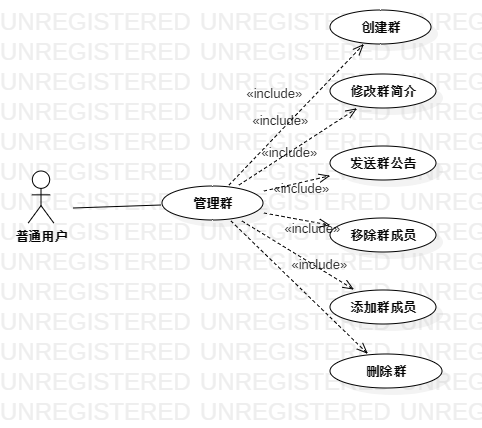 创建群
«include»
修改群简介
«include»
«include»
发送群公告
«include»
普通用户
管理群
«include»
移除群成员
«include»
添加群成员
删除群
UNREGISTERED